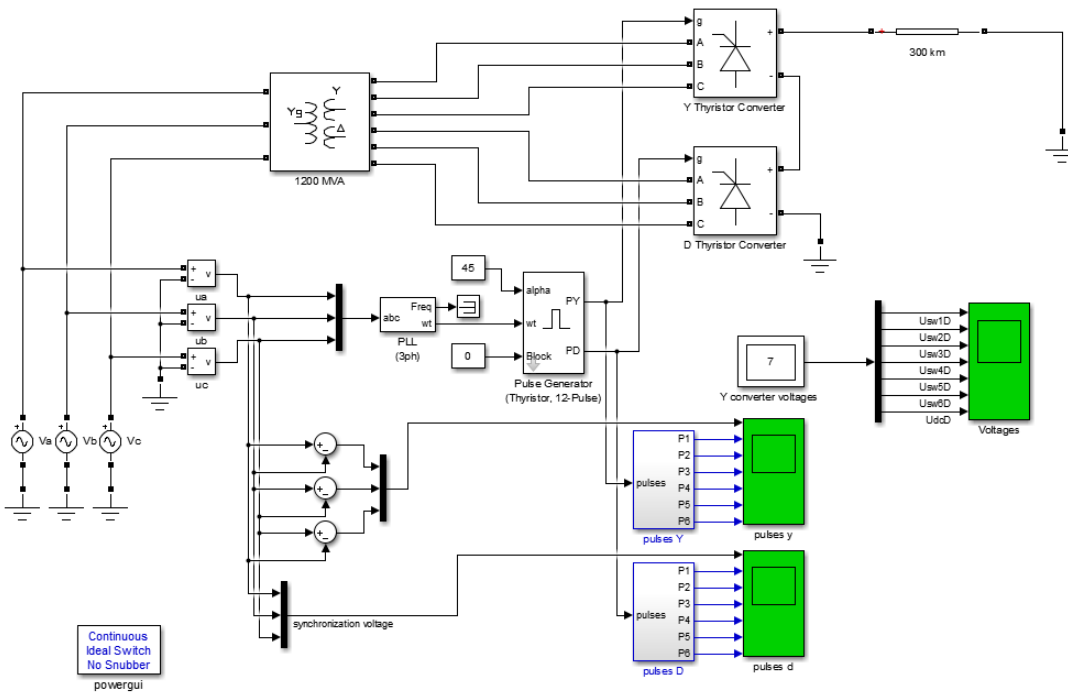 g
A
B
C
+
-
Y Thyristor Converter
+
300 km
Yg
Y
Δ
1200 MVA
g
A
B
C
+
-
D Thyristor Converter
+
-
v
ua
+
-
v
ub
+
-
v
uc
abc
Freq
wt
PLL
(3ph)
45
0
alpha
wt
Block
PY
PD
Pulse Generator
(Thyristor, 12-Pulse)
7
Y converter voltages
Usw1D
Usw2D
Usw3D
Usw4D
Usw5D
Usw6D
UdcD
Voltages
+
Va
+
Vb
+
Vc
+
-
+
-
+
-
pulses
P1
P2
P3
P4
P5
P6
pulses Y
pulses y
synchronization voltage
pulses
P1
P2
P3
P4
P5
P6
pulses D
pulses d
Continuous
Ideal Switch
No Snubber
powergui